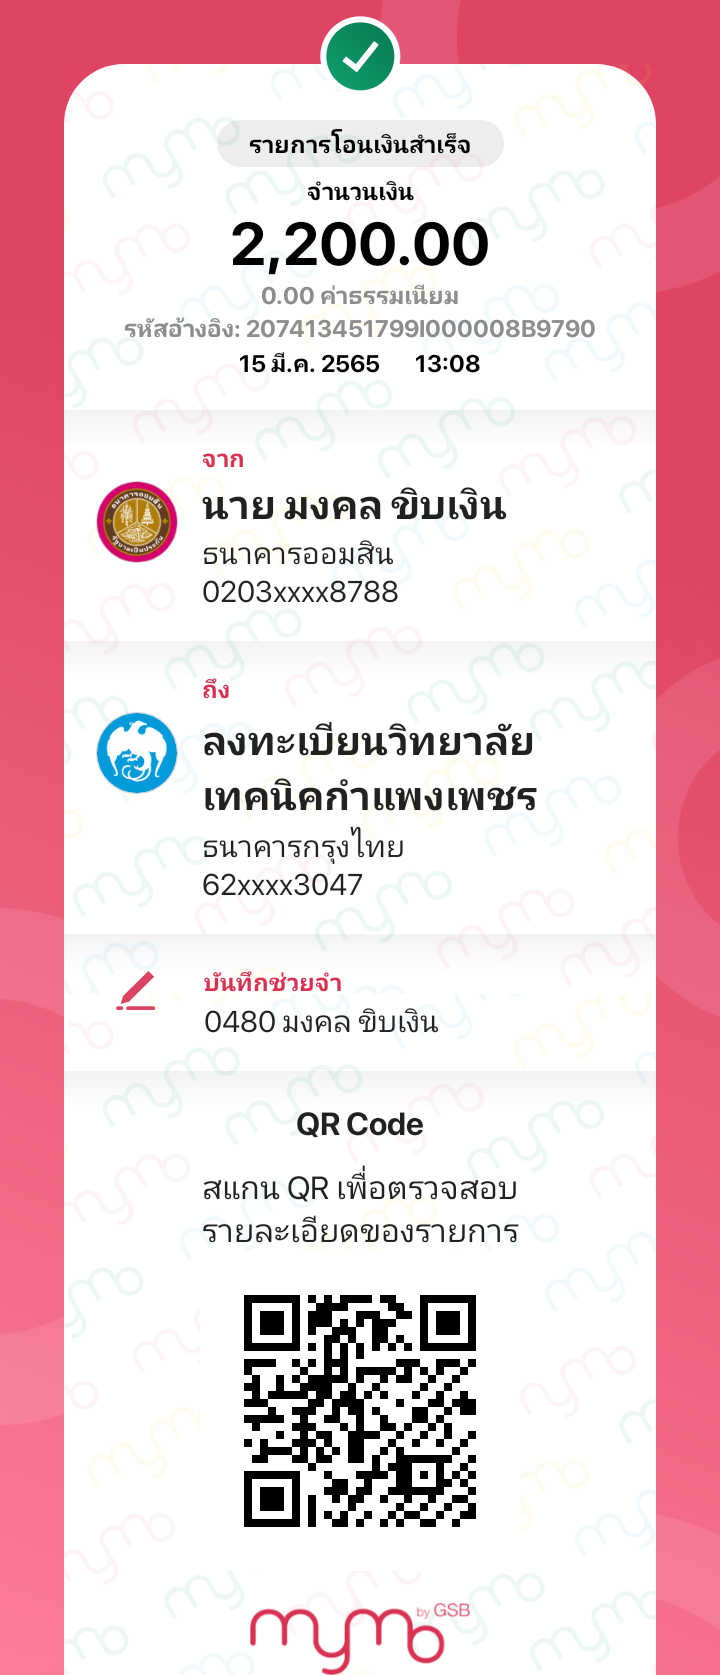 รายการโอนเงินสำเร็จ
จำนวนเงิน
2,200.00
0.00 ค่าธรรมเนียม
รหัสอ้างอิง: 207413451799I000008B9790
15 มี.ค. 2565 13:08
จาก
นาย มงคล ขิบเงิน
ธนาคารออมสิน
0203xxxx8788
ถึง
ลงทะเบียนวิทยาลัย
เทคนิคกำแพงเพชร
ธนาคารกรุงไทย
62xxxx3047
บันทึกช่วยจำ
0480 มงคล ขิบเงิน
QR Code
สแกน QR เพื่อตรวจสอบ
รายละเอียดของรายการ
mymo by GSB